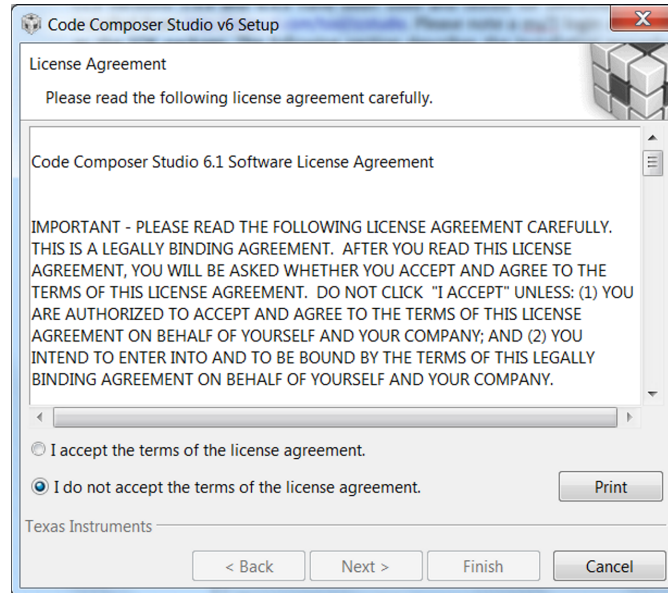 Code Composer Studio v6 Setup
License Agreement
Please read the following license agreement carefully.
Code Composer Studio 6.1 Software License Agreement
IMPORTANT - PLEASE READ THE FOLLOWING LICENSE AGREEMENT CAREFULLY.
THIS IS A LEGALLY BINDING AGREEMENT.  AFTER YOU READ THIS LICENSE
AGREEMENT, YOU WILL BE ASKED WHETHER YOU ACCEPT AND AGREE TO THE
TERMS OF THIS LICENSE AGREEMENT.  DO NOT CLICK  "I ACCEPT" UNLESS: (1) YOU
ARE AUTHORIZED TO ACCEPT AND AGREE TO THE TERMS OF THIS LICENSE
AGREEMENT ON BEHALF OF YOURSELF AND YOUR COMPANY; AND (2) YOU
INTEND TO ENTER INTO AND TO BE BOUND BY THE TERMS OF THIS LEGALLY
BINDING AGREEMENT ON BEHALF OF YOURSELF AND YOUR COMPANY.
I accept the terms of the license agreement.
I do not accept the terms of the license agreement.
Print
Texas Instruments
< Back
Next >
Finish
Cancel